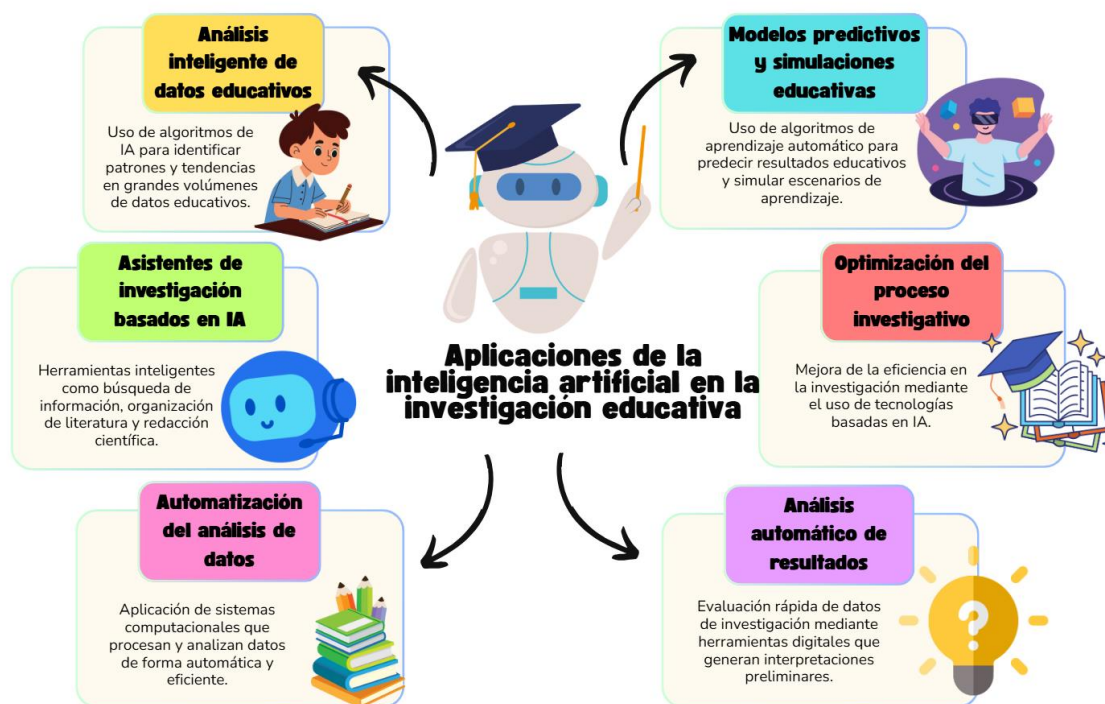 Análisis
inteligente de
datos educativos
Uso de algoritmos de
IA para identificar
patrones y tendencias
en grandes volúmenes
de datos educativos.
Modelos predictivos
y simulaciones
educativas
Uso de algoritmos de
aprendizaje automático para
predecir resultados educativos
y simular escenarios de
aprendizaje.
Asistentes de
investigación
basados en IA
Herramientas inteligentes
como búsqueda de
información, organización
de literatura y redacción
científica.
Optimización del
proceso
investigativo
Mejora de la eficiencia en
la investigación mediante
el uso de tecnologías
basadas en IA.
Aplicaciones de la
inteligencia artificial en la
investigación educativa
Automatización
del análisis de
datos
Aplicación de sistemas
computacionales que
procesan y analizan datos
de forma automática y
eficiente.
Análisis
automático de
resultados
Evaluación rápida de datos
de investigación mediante
herramientas digitales que
generan interpretaciones
preliminares.
?